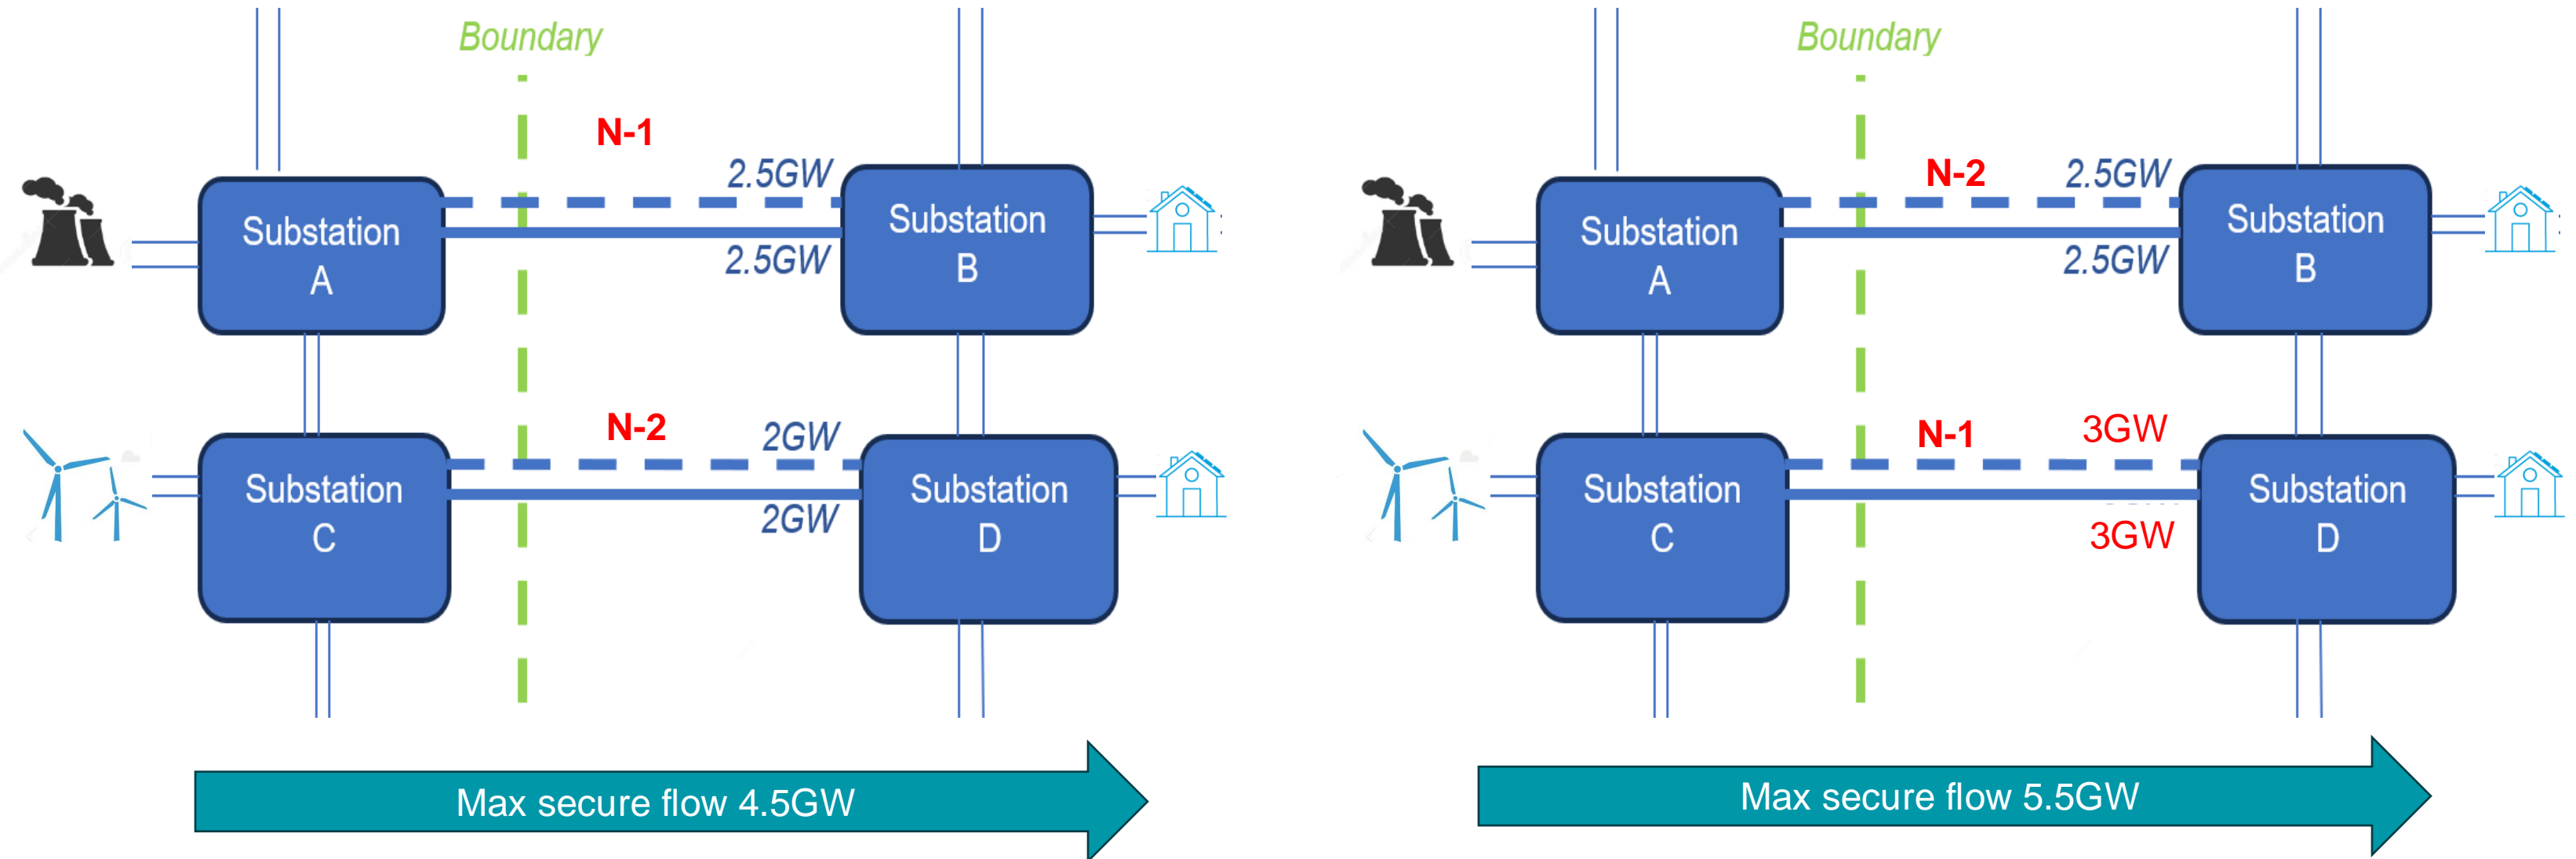 Boundary
N-1
2.5GW
Substation
A
2.5GW
Substation
B
N-2
2GW
Substation
C
2GW
Substation
D
Max secure flow 4.5GW
Boundary
N-2
2.5GW
Substation
A
2.5GW
Substation
B
N-1
3GW
Substation
C
3GW
Substation
D
Max secure flow 5.5GW